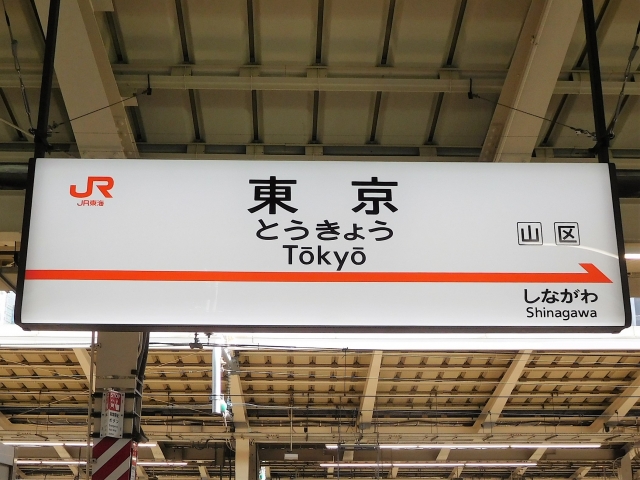 JR
JR東海
東京
とうきょう
Tōkyō
山 区
しながわ
Shinagawa